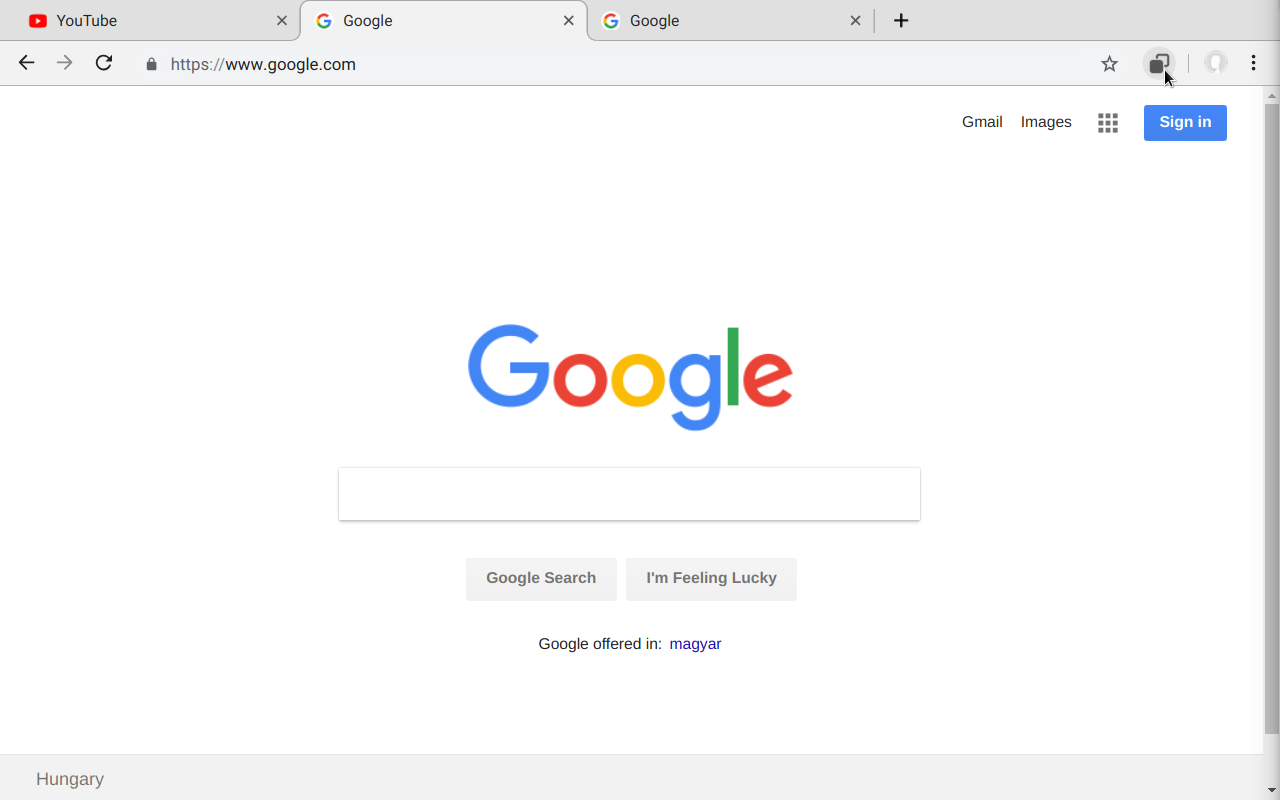 YouTube Google Google
https://www.google.com
Gmail Images Sign in
Google
Google Search I'm Feeling Lucky
Google offered in: magyar
Hungary